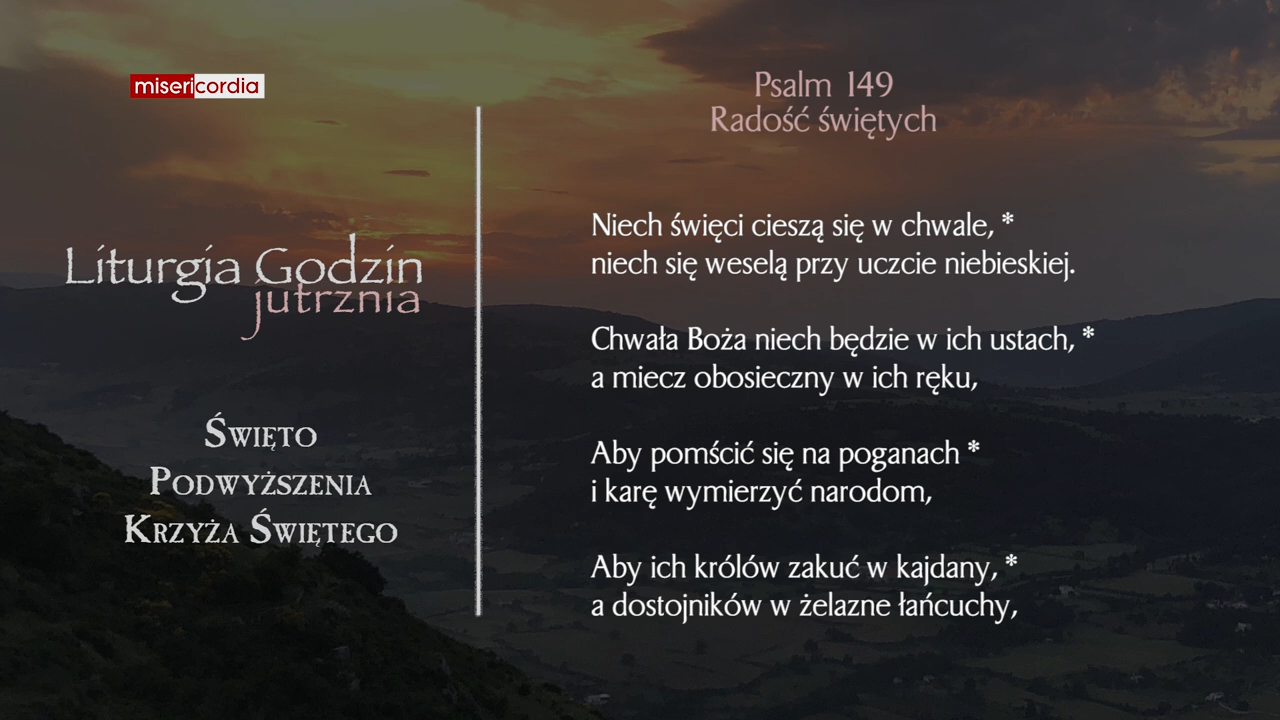 misericordia
Liturgia Godzin
jutrznia
Święto
Podwyższenia
Krzyża Świętego
Psalm 149
Radość świętych
Niech święci cieszą się w chwale, *
niech się weselą przy uczcie niebieskiej.
Chwała Boża niech będzie w ich ustach, *
a miecz obosieczny w ich ręku,
Aby pomścić się na poganach *
i karę wymierzyć narodom,
Aby ich królów zakuć w kajdany, *
a dostojników w żelazne łańcuchy,